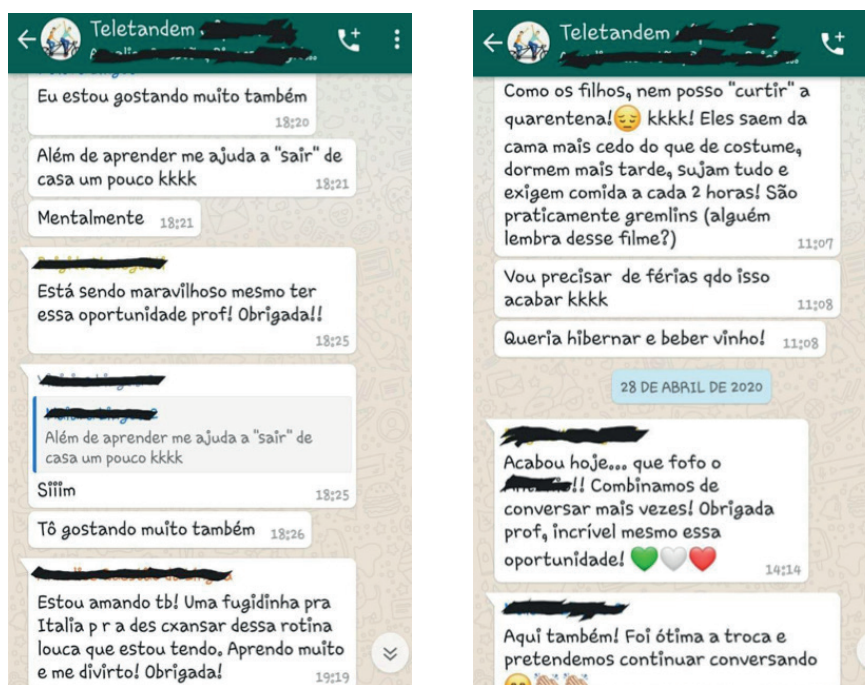 Teletandem
Eu estou gostando muito também
18:20
Além de aprender me ajuda a "sair" de
casa um pouco kkkk
18:21
Mentalmente 18:21
Está sendo maravilhoso mesmo ter
essa oportunidade prof! Obrigada!!
18:25
Além de aprender me ajuda a "sair" de
casa um pouco kkkk
Siiim
18:25
Tô gostando muito também 18:26
Estou amando tb! Uma fugidinha pra
Italia p r a des cxansar dessa rotina
louca que estou tendo. Aprendo muito
e me divirto! Obrigada!
19:19
Teletandem
Como os filhos, nem posso "curtir" a
quarentena!😔 kkkk! Eles saem da
cama mais cedo do que de costume,
dormem mais tarde, sujam tudo e
exigem comida a cada 2 horas! São
praticamente gremlins (alguém
lembra desse filme?)
11:07
Vou precisar de férias qdo isso
acabar kkkk
11:08
Queria hibernar e beber vinho! 11:08
28 DE ABRIL DE 2020
Acabou hoje... que fofo o
!! Combinamos de
conversar mais vezes! Obrigada
prof, incrível mesmo essa
oportunidade! 💚🤍❤️
14:14
Aqui também! Foi ótima a troca e
pretendemos continuar conversando